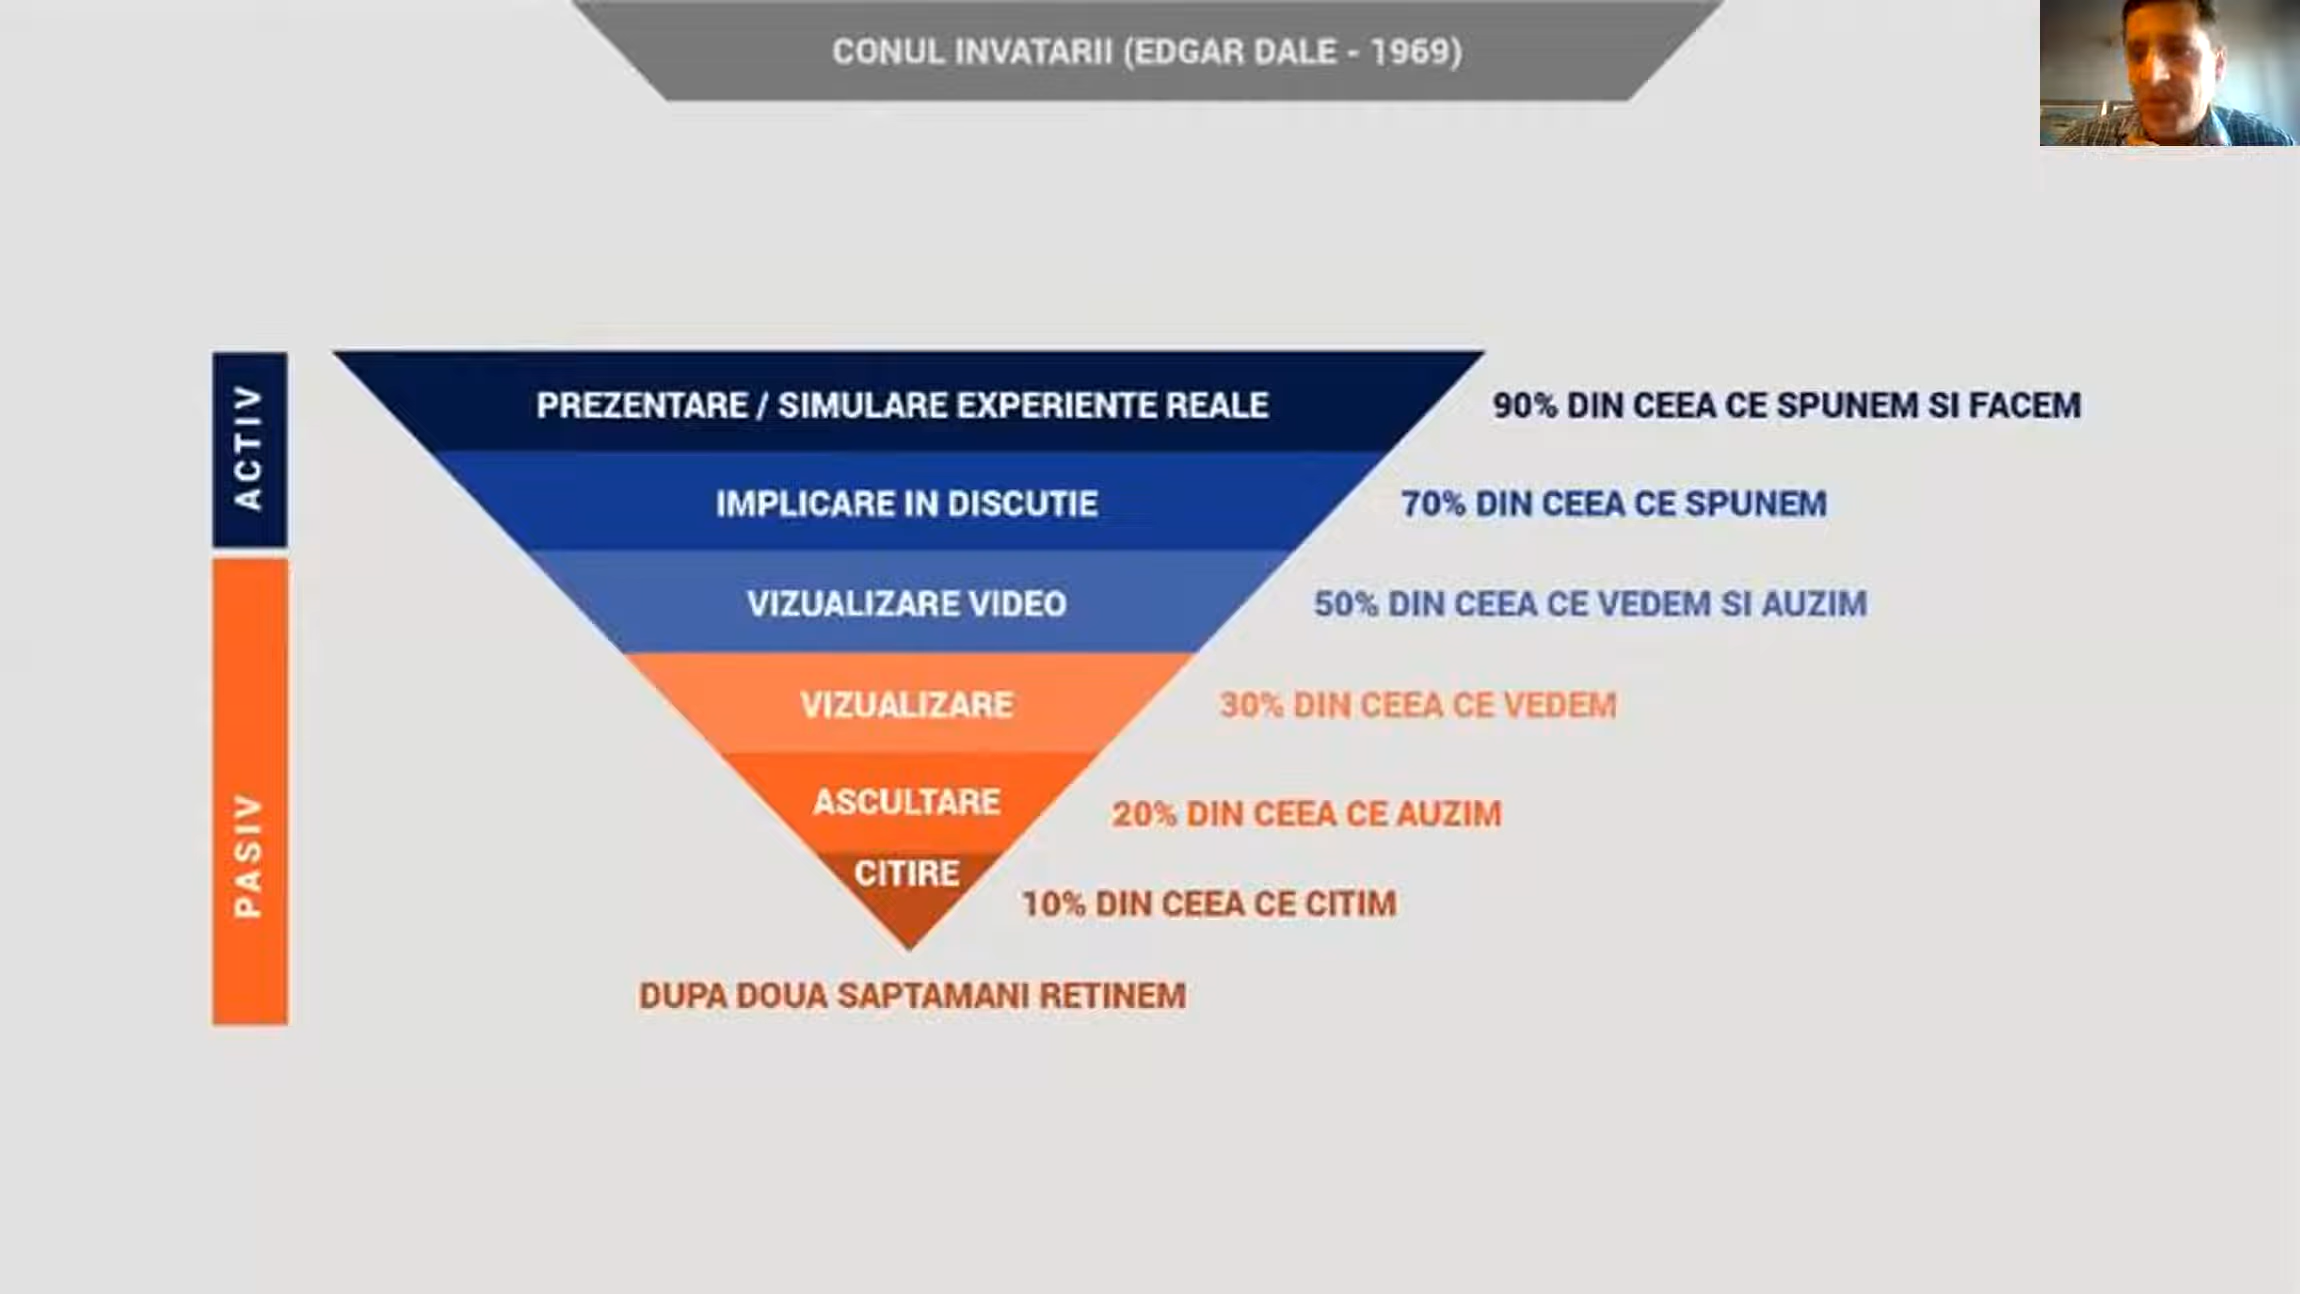 CONUL INVATARII (EDGAR DALE - 1969)
ACTIV
PREZENTARE / SIMULARE EXPERIENTE REALE
90% DIN CEEA CE SPUNEM SI FACEM
IMPLICARE IN DISCUTIE
70% DIN CEEA CE SPUNEM
VIZUALIZARE VIDEO
50% DIN CEEA CE VEDEM SI AUZIM
PASIV
VIZUALIZARE
30% DIN CEEA CE VEDEM
ASCULTARE
20% DIN CEEA CE AUZIM
CITIRE
10% DIN CEEA CE CITIM
DUPA DOUA SAPTAMANI RETINEM